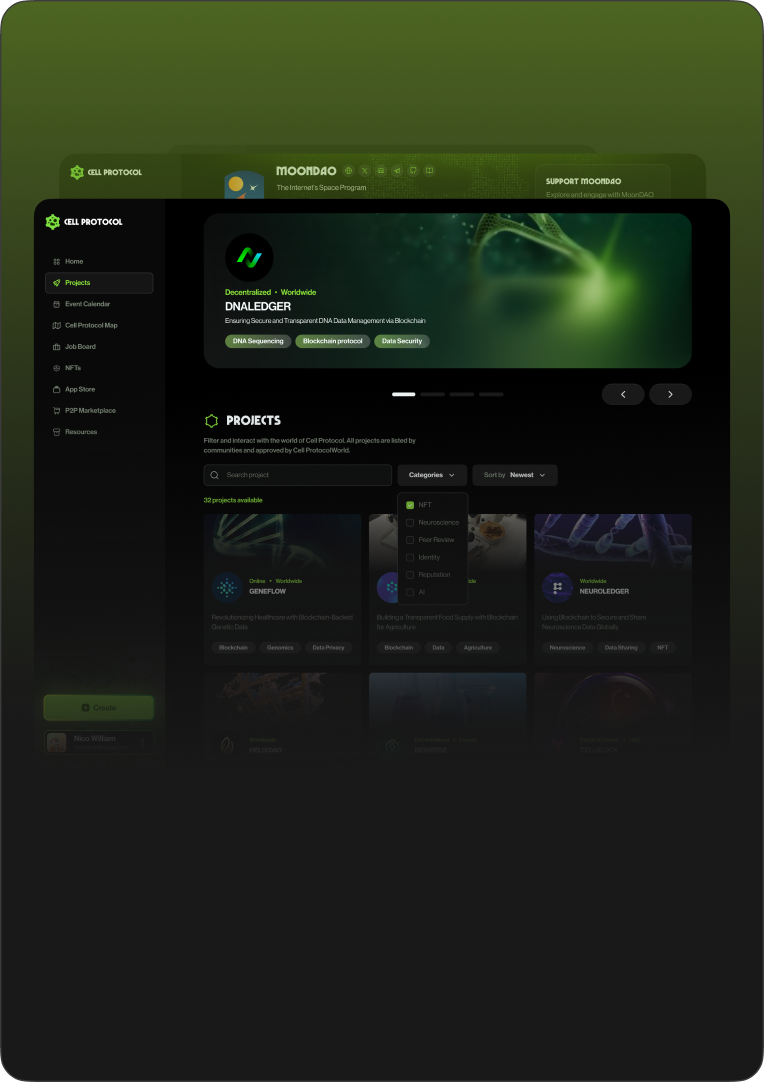 CELL PROTOCOL
MOONDAO
The Internet's Space Program
SUPPORT MOONDAO
Explore and engage with MoonDAO
CELL PROTOCOL
Home
Projects
Event Calendar
Cell Protocol Map
Job Board
NFTs
App Store
P2P Marketplace
Resources
Create
Nico William
Decentralized • Worldwide
DNALEDGER
Ensuring Secure and Transparent DNA Data Management via Blockchain
DNA Sequencing
Blockchain protocol
Data Security
PROJECTS
Filter and interact with the world of Cell Protocol. All projects are listed by
communities and approved by Cell ProtocolWorld.
Search project
Categories
Sort by Newest
32 projects available
NFT
Neuroscience
Peer Review
Identity
Reputation
AI
Online • Worldwide
GENEFLOW
Revolutionizing Healthcare with Blockchain-Backed
Genetic Data.
Blockchain
Genomics
Data Privacy
Building a Transparent Food Supply with Blockchain
for Agriculture.
Blockchain
Data
Agriculture
Worldwide
NEUROLEDGER
Using Blockchain to Secure and Share
Neuroscience Data Globally.
Neuroscience
Data Sharing
NFT